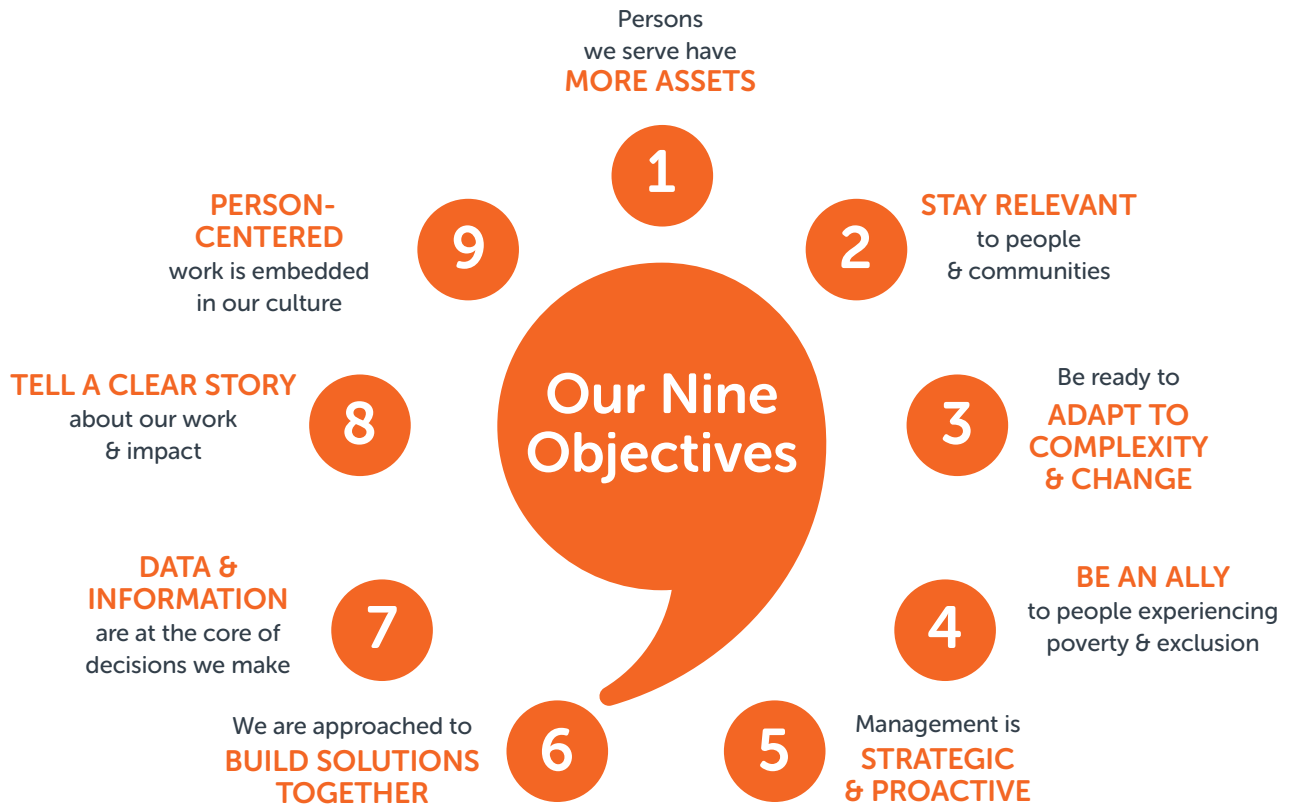 Our Nine
Objectives
1
Persons
we serve have
MORE ASSETS
2
STAY RELEVANT
to people
& communities
3
Be ready to
ADAPT TO
COMPLEXITY
& CHANGE
4
BE AN ALLY
to people experiencing
poverty & exclusion
5
Management is
STRATEGIC
& PROACTIVE
6
We are approached to
BUILD SOLUTIONS
TOGETHER
7
DATA &
INFORMATION
are at the core of
decisions we make
8
TELL A CLEAR STORY
about our work
& impact
9
PERSON-
CENTERED
work is embedded
in our culture